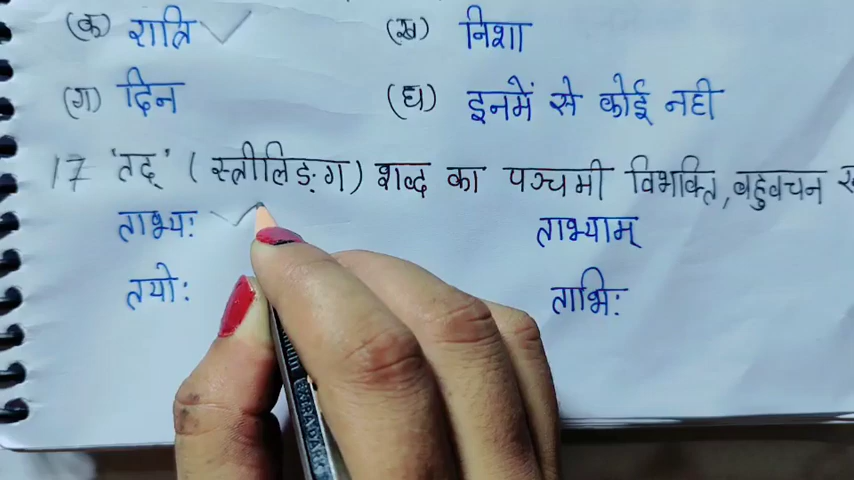 (क) रात्रि (ख) निशा
(ग) दिन (घ) इनमें से कोई नही
17 'तद्' (स्त्रीलिङ्ग) शब्द का पञ्चमी विभक्ति, बहुवचन
ताभ्यः ताभ्याम्
तयोः ताभिः